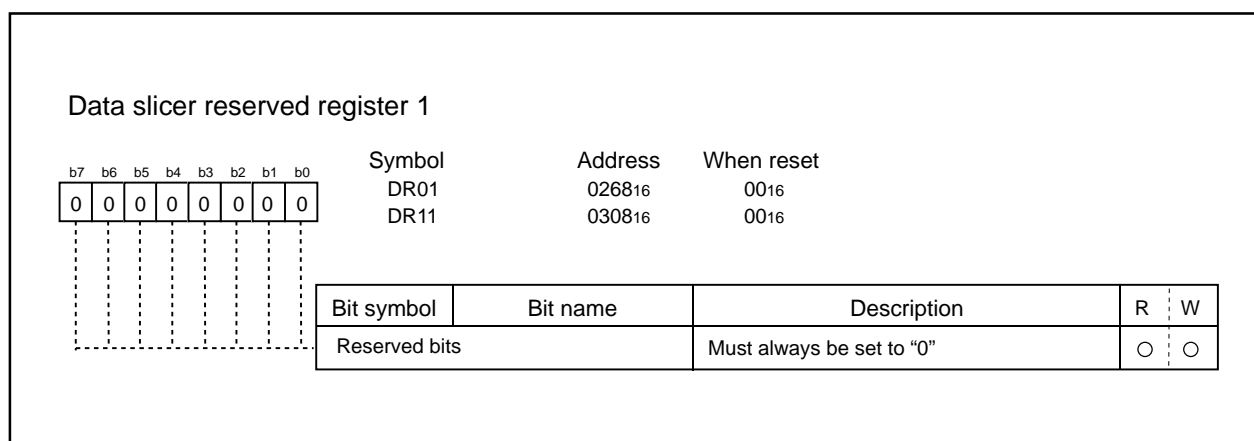 Data slicer reserved register 1
b7 b6 b5 b4 b3 b2 b1 b0
0 0 0 0 0 0 0 0
Symbol Address When reset
DR01 026816 0016
DR11 030816 0016
Bit symbol Bit name Description R W
Reserved bits Must always be set to “0” ○ ○